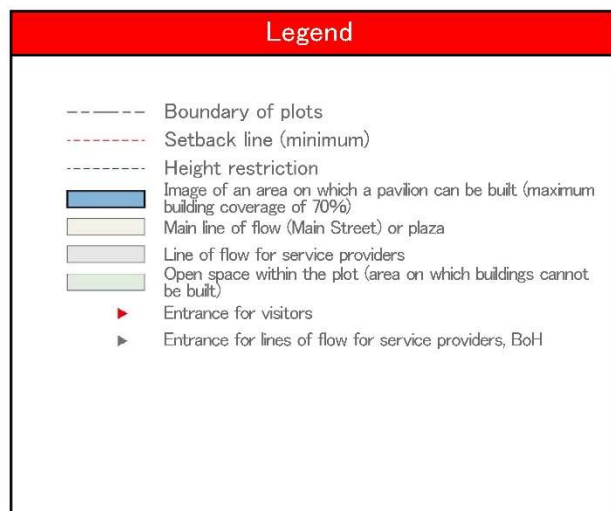 Legend
Boundary of plots
Setback line (minimum)
Height restriction
Image of an area on which a pavilion can be built (maximum
building coverage of 70%)
Main line of flow (Main Street) or plaza
Line of flow for service providers
Open space within the plot (area on which buildings cannot
be built)
Entrance for visitors
Entrance for lines of flow for service providers, BoH